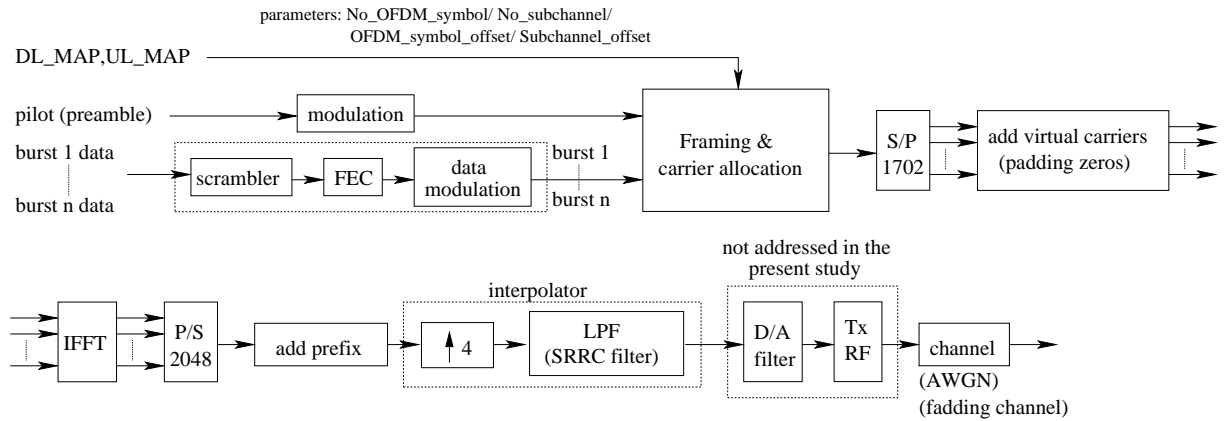 parameters: No_OFDM_symbol/ No_subchannel/
OFDM_symbol_offset/ Subchannel_offset
DL_MAP,UL_MAP
pilot (preamble)
modulation
burst 1 data
burst n data
scrambler
FEC
data
modulation
burst 1
burst n
Framing &
carrier allocation
S/P
1702
add virtual carriers
(padding zeros)
not addressed in the
present study
interpolator
IFFT
P/S
2048
add prefix
4
LPF
(SRRC filter)
D/A
filter
Tx
RF
channel
(AWGN)
(fadding channel)